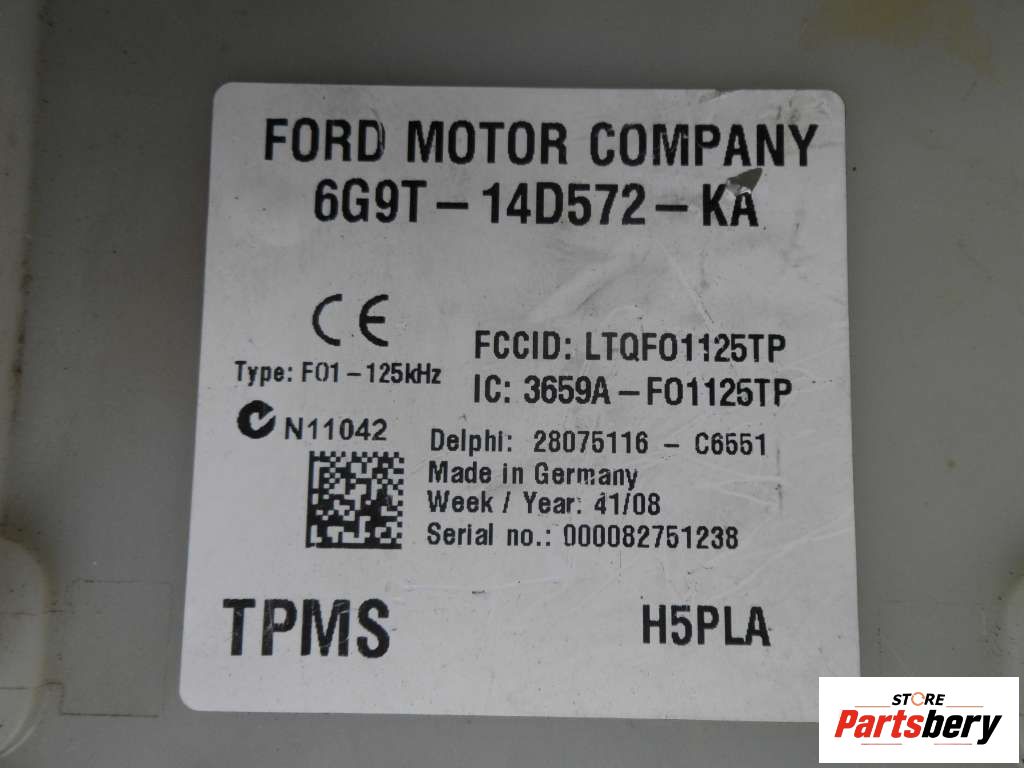 FORD MOTOR COMPANY
6G9T - 14D572 - KA
CE
FCCID: LTQFO1125TP
Type: FO1 - 125kHz
IC: 3659A - FO1125TP
N11042
Delphi: 28075116 - C6551
Made in Germany
Week / Year: 41/08
Serial no.: 000082751238
TPMS H5PLA
STORE
Partsbery